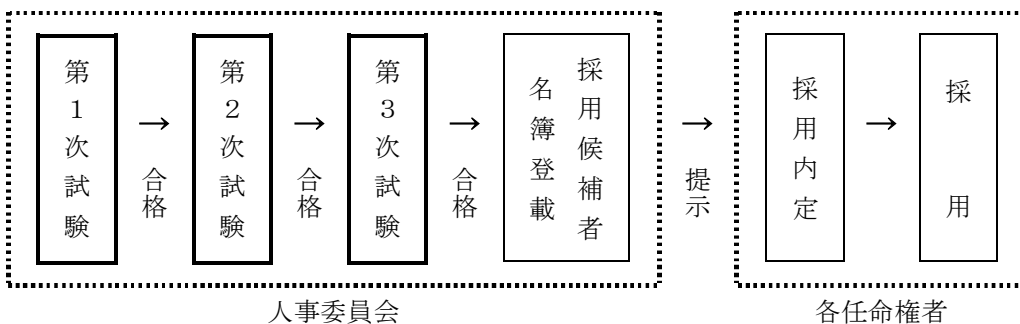 第１次試験
→
合格
第２次試験
→
合格
第３次試験
→
合格
採用候補者
名簿登載
→
提示
採用内定
→
採用
人事委員会
各任命権者